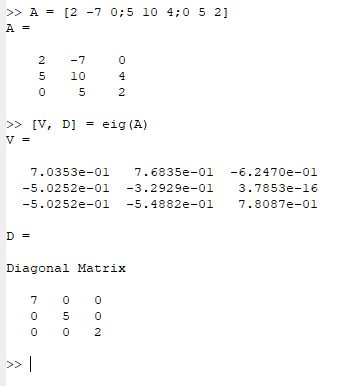 >> A = [2 -7 0;5 10 4;0 5 2]
A =
2 -7 0
5 10 4
0 5 2
>> [V, D] = eig(A)
V =
7.0353e-01 7.6835e-01 -6.2470e-01
-5.0252e-01 -3.2929e-01 3.7853e-16
-5.0252e-01 -5.4882e-01 7.8087e-01
D =
Diagonal Matrix
7 0 0
0 5 0
0 0 2
>>